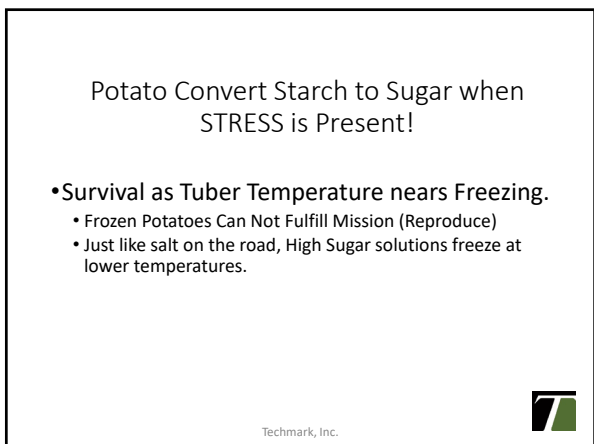 Potato Convert Starch to Sugar when
STRESS is Present!
•Survival as Tuber Temperature nears Freezing.
• Frozen Potatoes Can Not Fulfill Mission (Reproduce)
• Just like salt on the road, High Sugar solutions freeze at
lower temperatures.
Techmark, Inc.
T